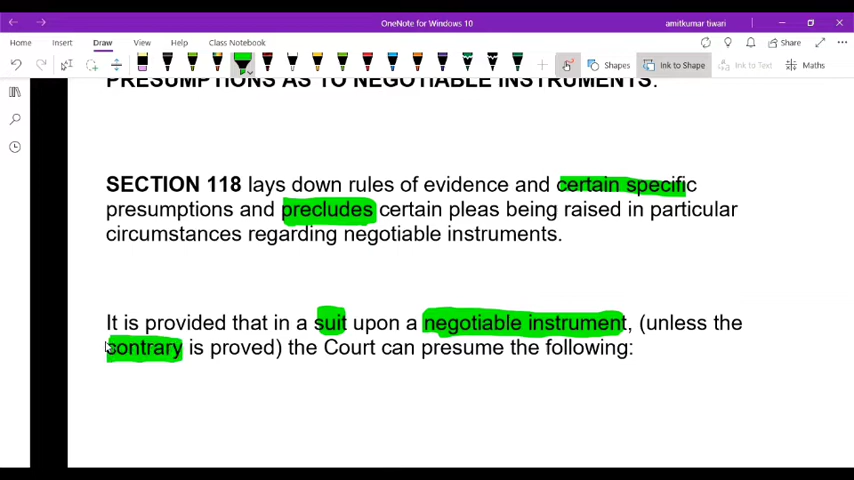 OneNote for Windows 10
amitkumar tiwari
Home Insert Draw View Help Class Notebook Share
Shapes Ink to Shape Ink to Text Maths
PRESUMPTIONS AS TO NEGOTIABLE INSTRUMENTS.
SECTION 118 lays down rules of evidence and certain specific
presumptions and precludes certain pleas being raised in particular
circumstances regarding negotiable instruments.
It is provided that in a suit upon a negotiable instrument, (unless the
contrary is proved) the Court can presume the following: